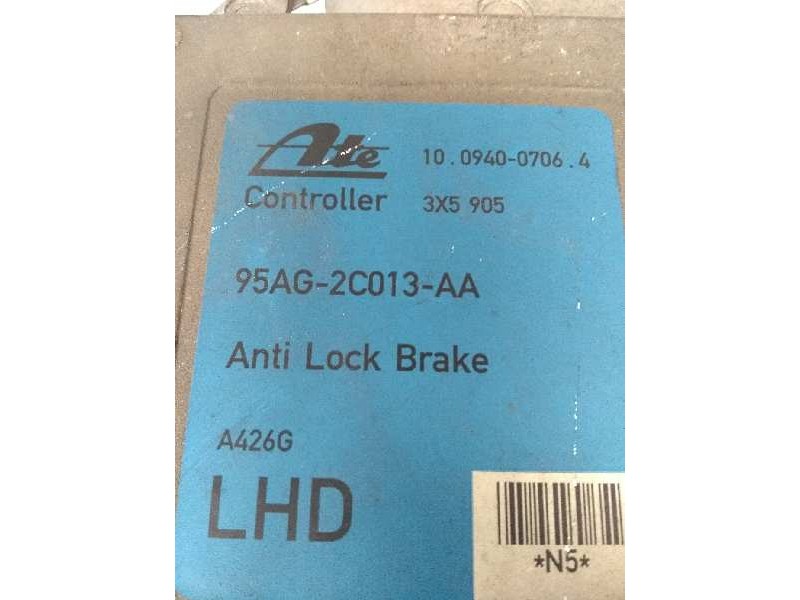 Ate 10.0940-0706.4
Controller 3X5 905
95AG-2C013-AA
Anti Lock Brake
A426G
LHD
*N5*